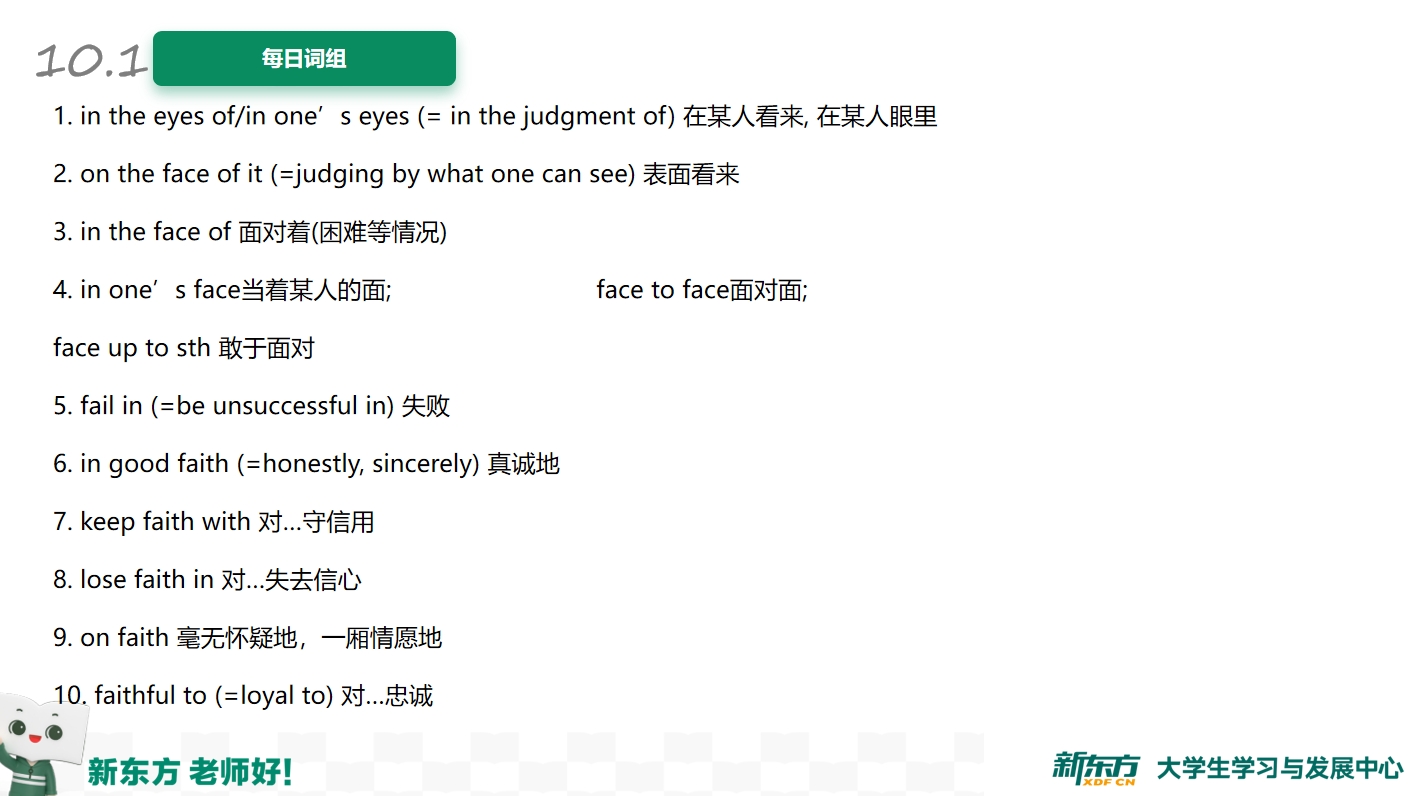 10.1 每日词组
1. in the eyes of/in one’s eyes (= in the judgment of) 在某人看来, 在某人眼里
2. on the face of it (=judging by what one can see) 表面看来
3. in the face of 面对着(困难等情况)
4. in one’s face当着某人的面; face to face面对面;
face up to sth 敢于面对
5. fail in (=be unsuccessful in) 失败
6. in good faith (=honestly, sincerely) 真诚地
7. keep faith with 对...守信用
8. lose faith in 对...失去信心
9. on faith 毫无怀疑地，一厢情愿地
10. faithful to (=loyal to) 对...忠诚
新东方 老师好!
新东方 XDF.CN 大学生学习与发展中心